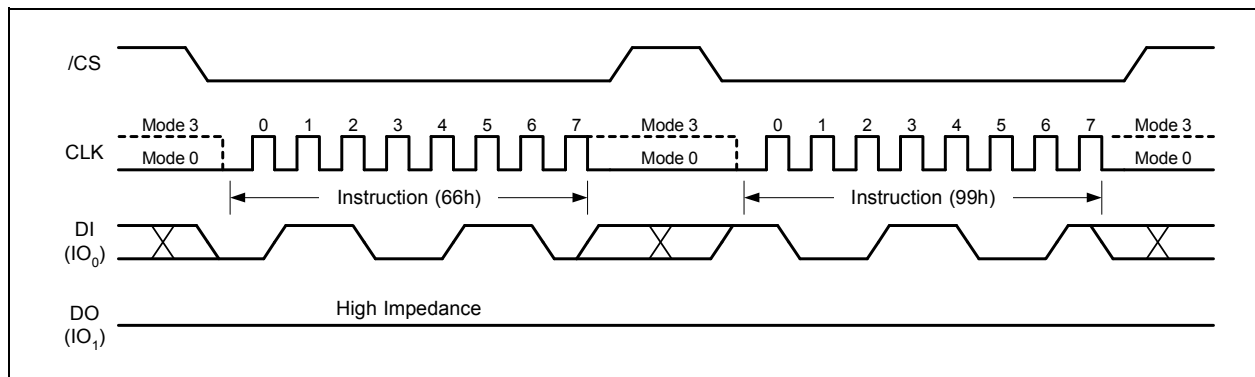 /CS
Mode 3 0 1 2 3 4 5 6 7 Mode 3 0 1 2 3 4 5 6 7 Mode 3
CLK
Mode 0 Mode 0 Mode 0
Instruction (66h) Instruction (99h)
DI
(IO₀)
High Impedance
DO
(IO₁)